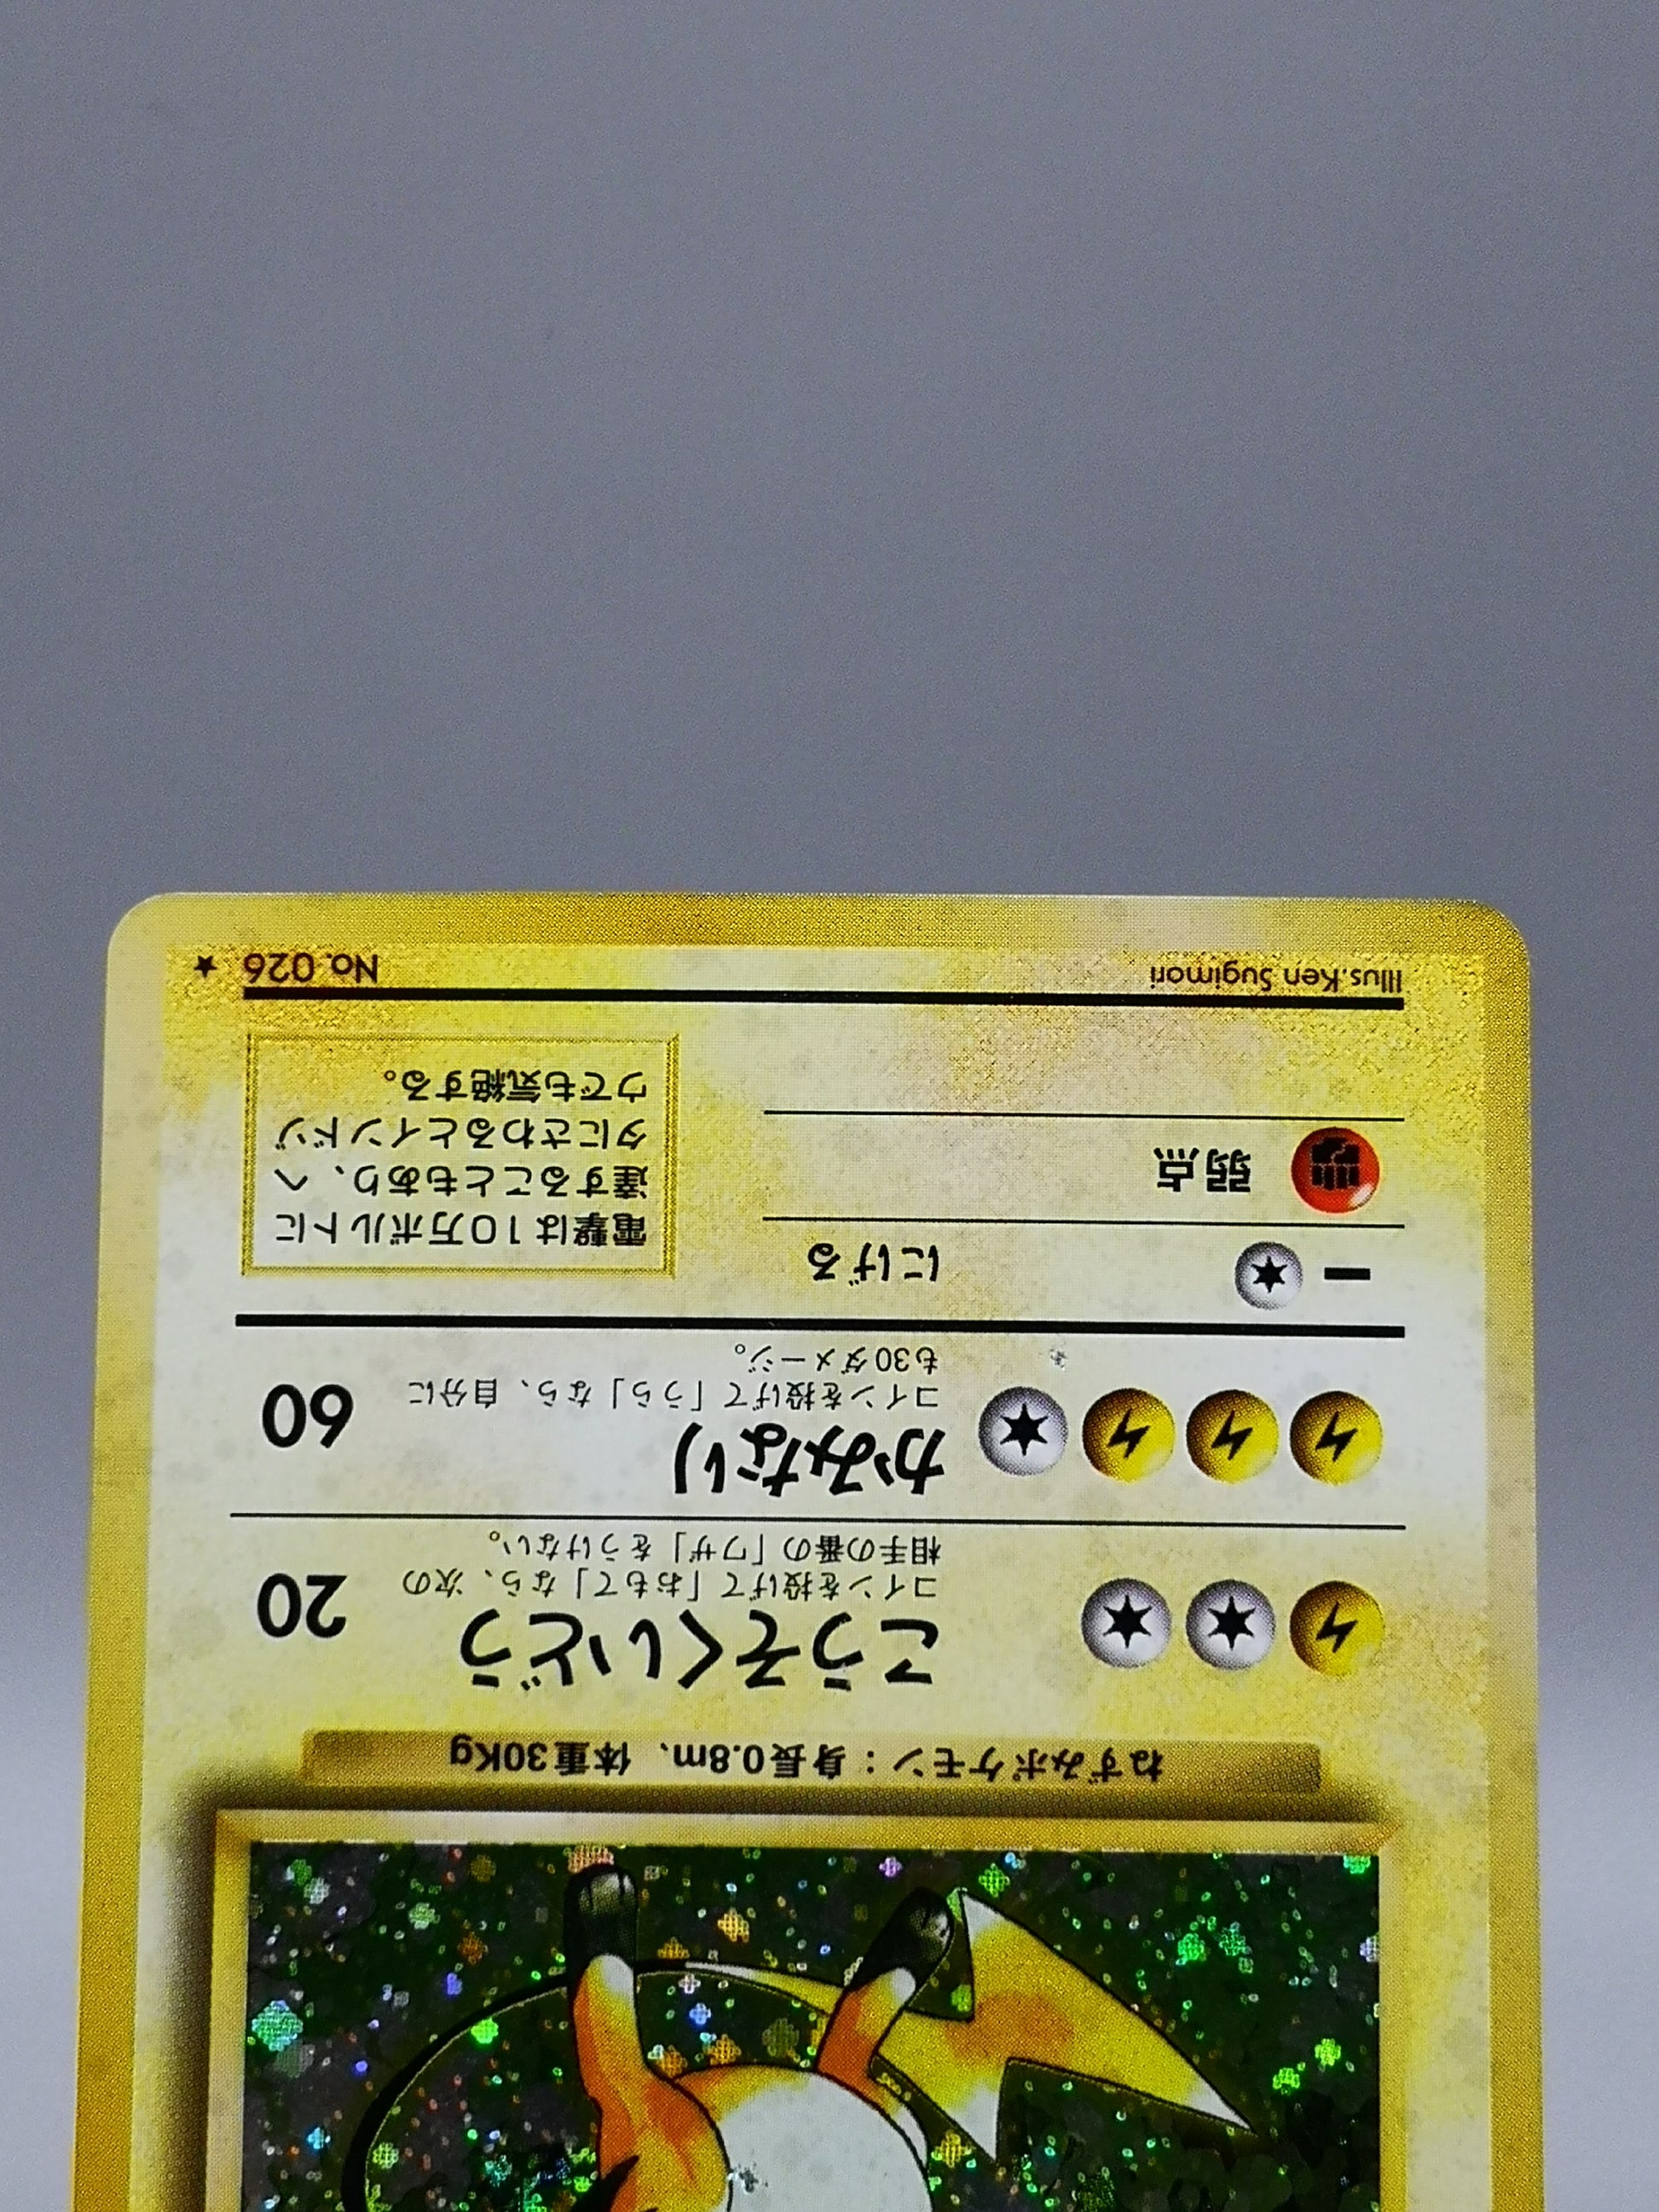 ねずみポケモン：身長0.8m、体重30Kg
こうそくいどう 20
コインを投げて「おもて」なら、次の
相手の番の「ワザ」をうけない。
かみなり 60
コインを投げて「うら」なら、自分に
も30ダメージ。
にげる
弱点
電撃は10万ボルトに
達することもあり、ヘ
タにさわるとインドゾ
ウでも気絶する。
Illus.Ken Sugimori No. 026 ★